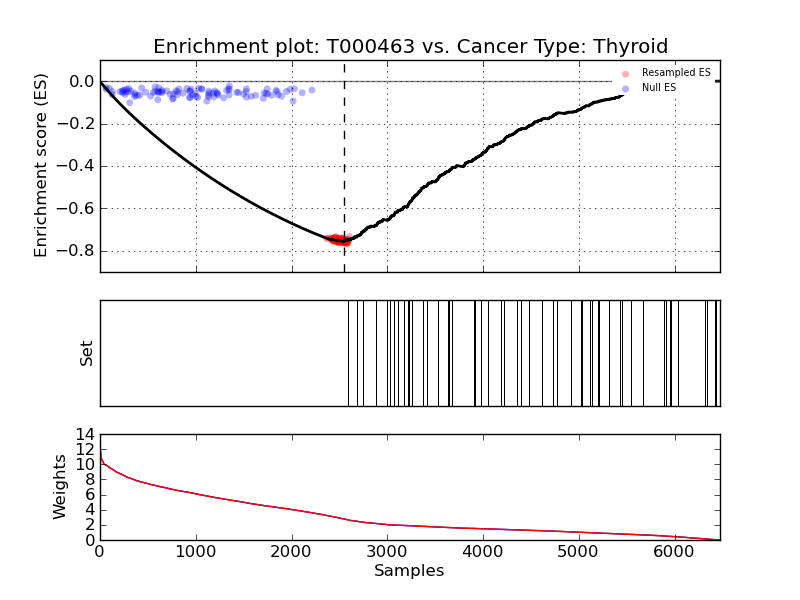 Enrichment plot: T000463 vs. Cancer Type: Thyroid
Enrichment score (ES)
0.0
−0.2
−0.4
−0.6
−0.8
Resampled ES
Null ES
Set
Weights
14
12
10
8
6
4
2
0
0 1000 2000 3000 4000 5000 6000
Samples